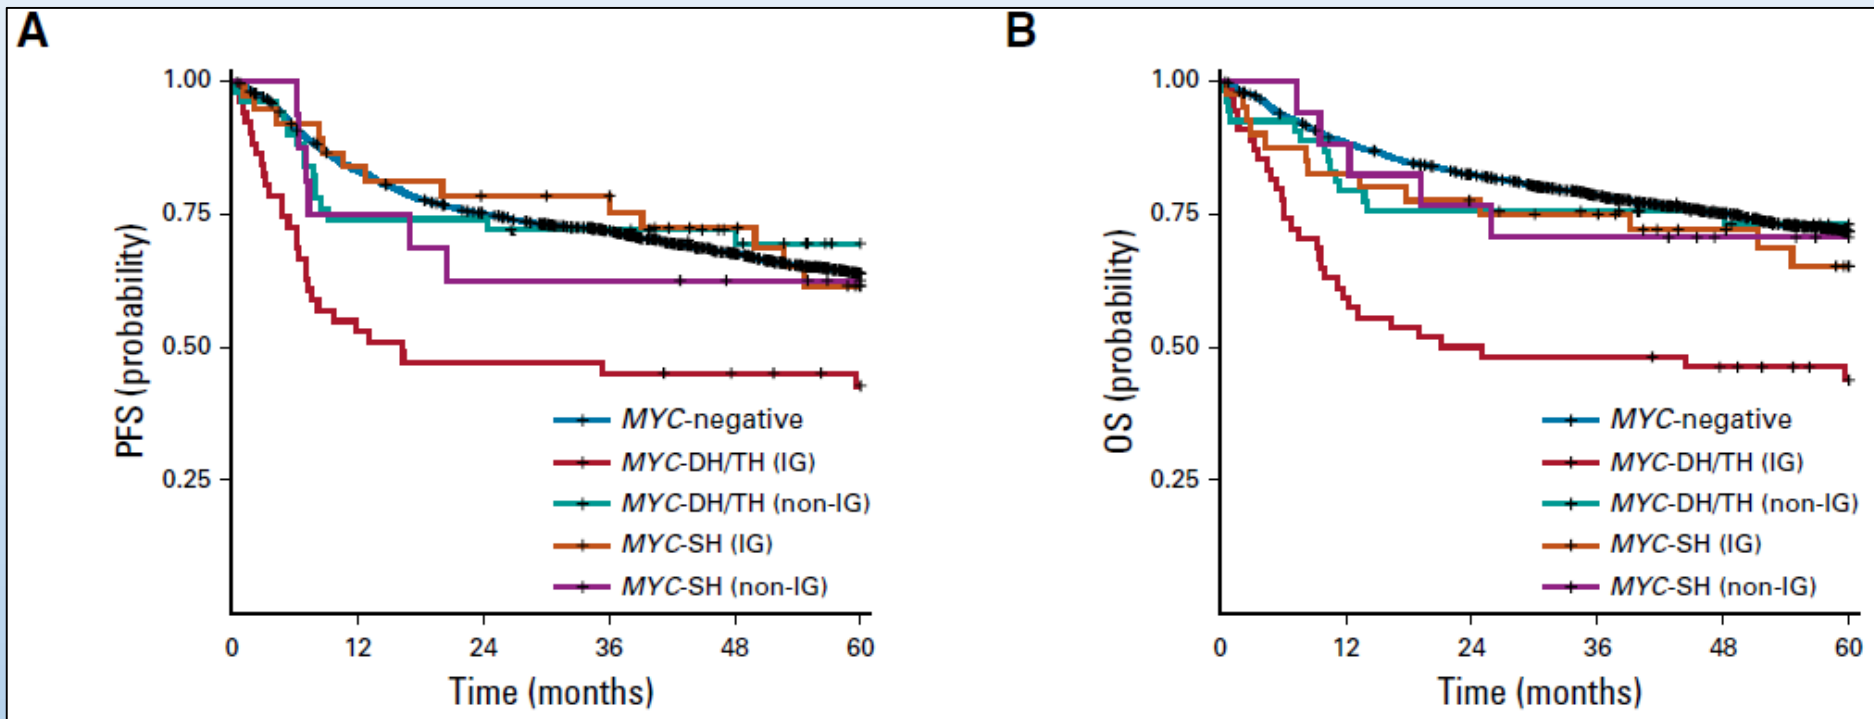 A
1.00
0.75
0.50
0.25
PFS (probability)
MYC-negative
MYC-DH/TH (IG)
MYC-DH/TH (non-IG)
MYC-SH (IG)
MYC-SH (non-IG)
0 12 24 36 48 60
Time (months)
B
1.00
0.75
0.50
0.25
OS (probability)
MYC-negative
MYC-DH/TH (IG)
MYC-DH/TH (non-IG)
MYC-SH (IG)
MYC-SH (non-IG)
0 12 24 36 48 60
Time (months)